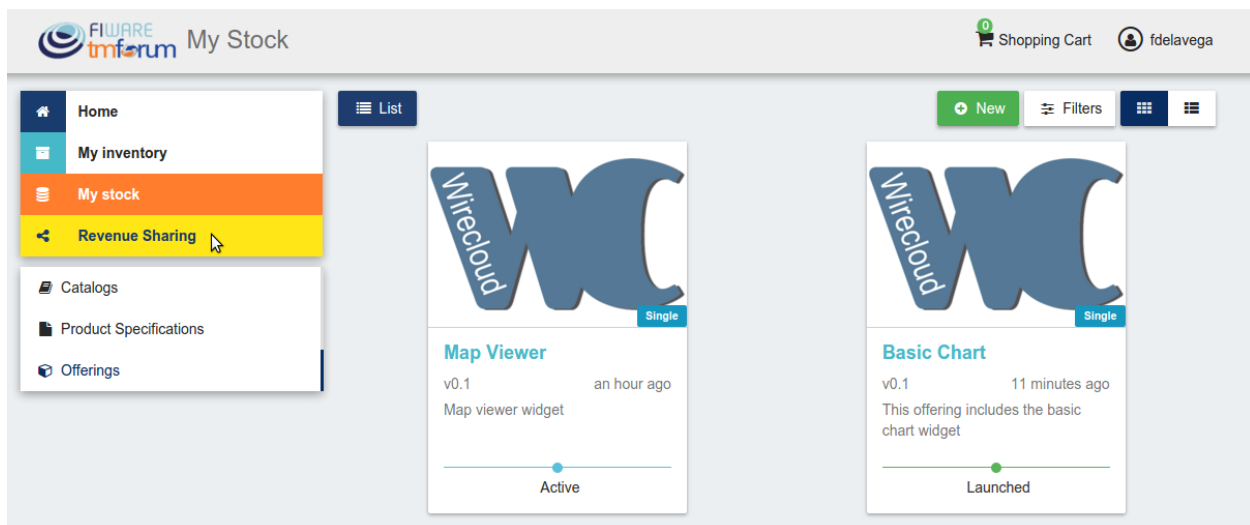 FIWARE
tmforum
My Stock
0
Shopping Cart
fdelavega
Home
My inventory
My stock
Revenue Sharing
Catalogs
Product Specifications
Offerings
List
New
Filters
Wirecloud
Single
Map Viewer
v0.1 an hour ago
Map viewer widget
Active
Wirecloud
Single
Basic Chart
v0.1 11 minutes ago
This offering includes the basic
chart widget
Launched